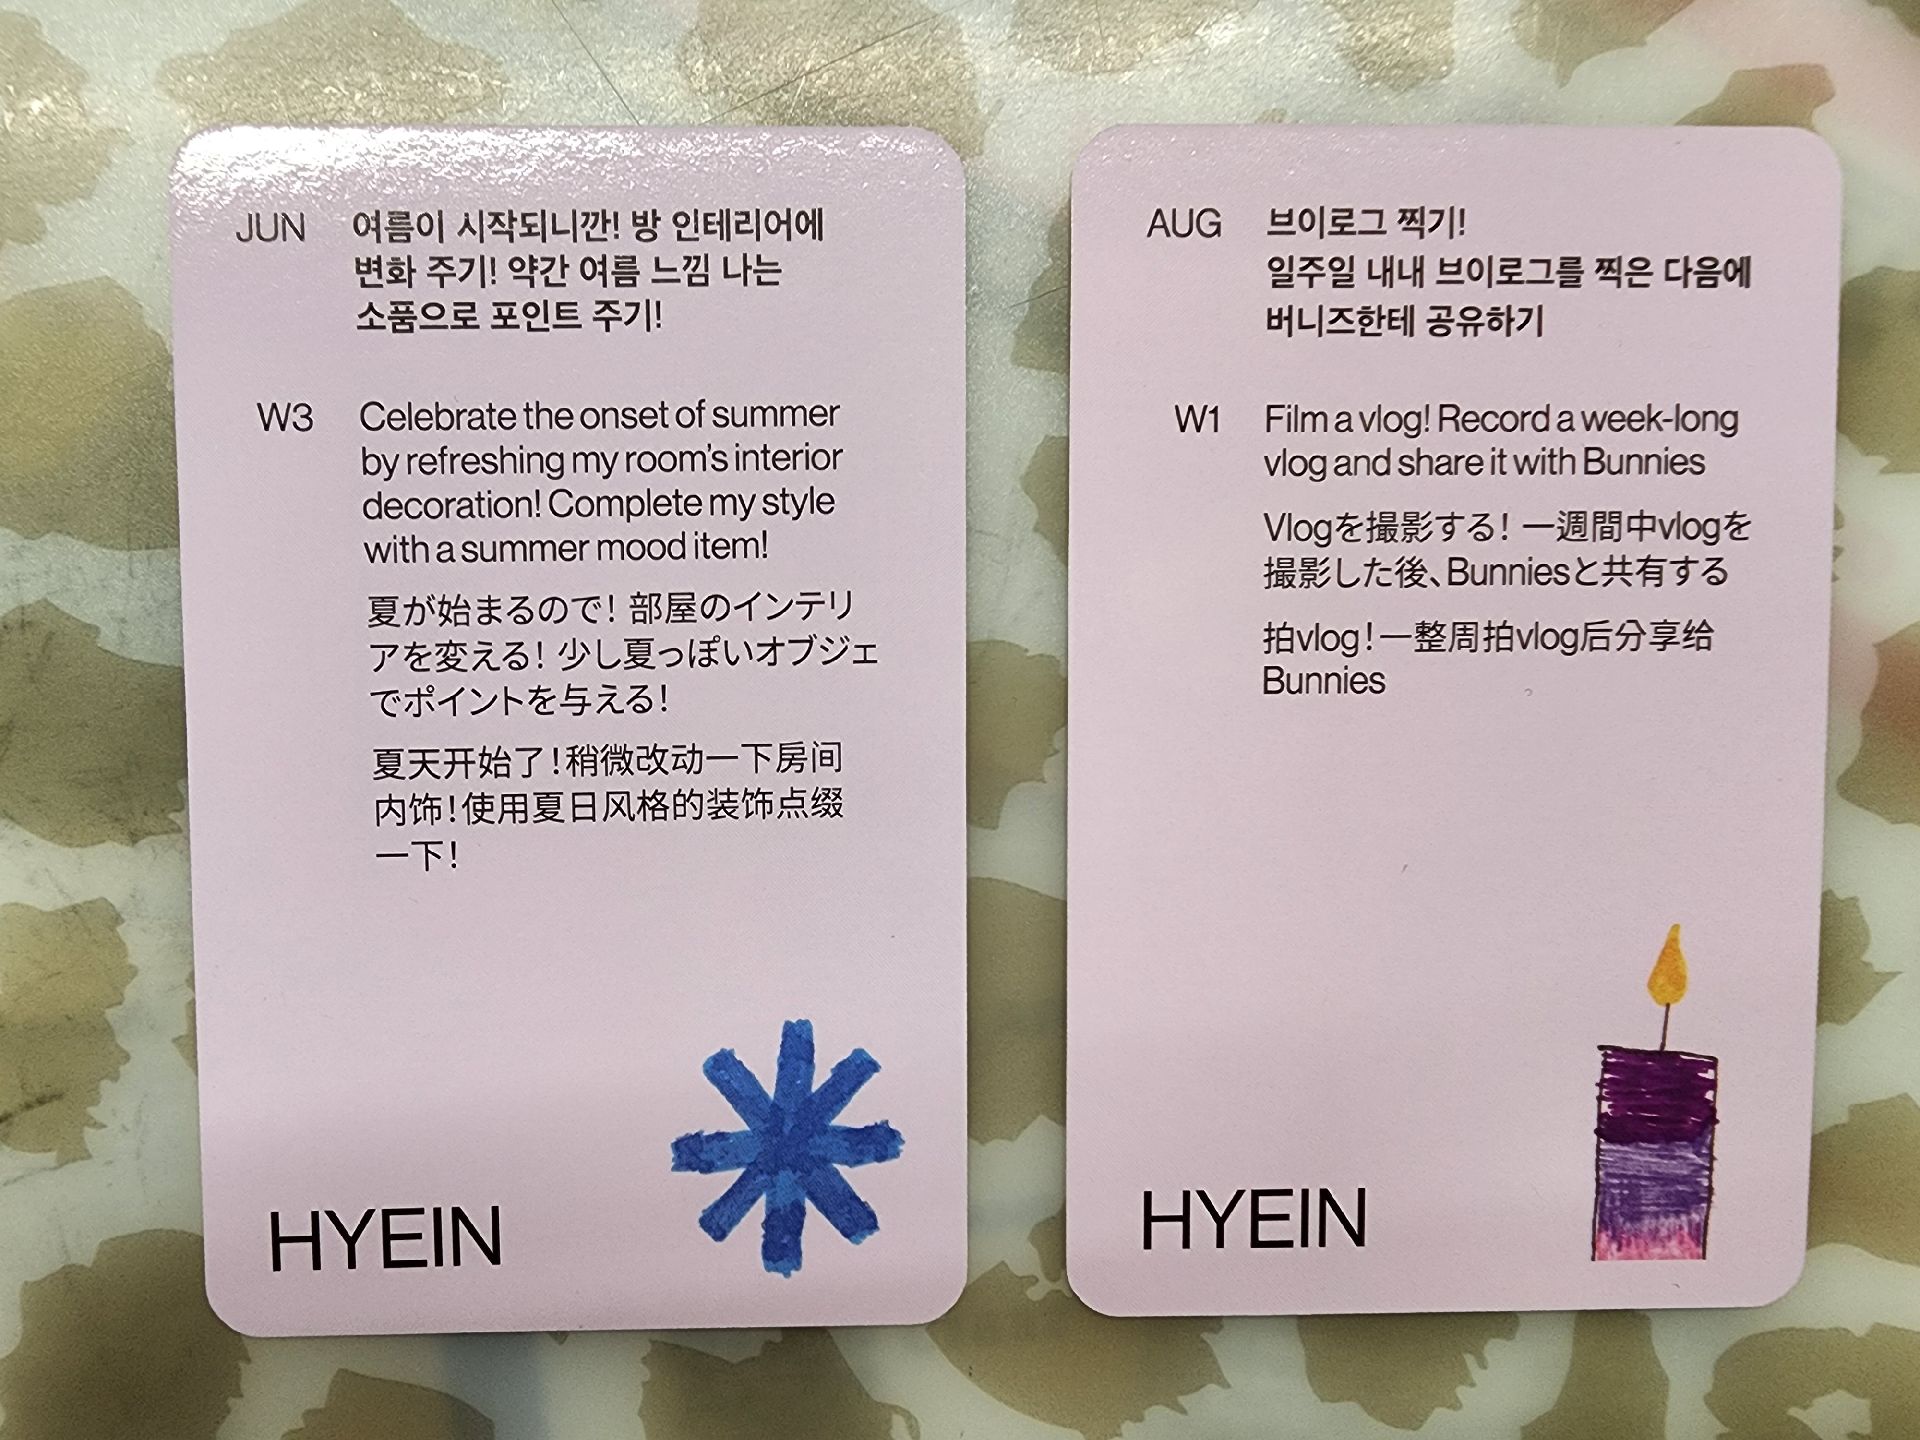 JUN
여름이 시작되니깐! 방 인테리어에
변화 주기! 약간 여름 느낌 나는
소품으로 포인트 주기!
W3
Celebrate the onset of summer
by refreshing my room's interior
decoration! Complete my style
with a summer mood item!
夏が始まるので！部屋のインテリ
アを変える！少し夏っぽいオブジェ
でポイントを与える！
夏天开始了！稍微改动一下房间
内饰！使用夏日风格的装饰点缀
一下！
HYEIN
AUG
브이로그 찍기!
일주일 내내 브이로그를 찍은 다음에
버니즈한테 공유하기
W1
Film a vlog! Record a week-long
vlog and share it with Bunnies
Vlogを撮影する！一週間中vlogを
撮影した後、Bunniesと共有する
拍vlog！一整周拍vlog后分享给
Bunnies
HYEIN